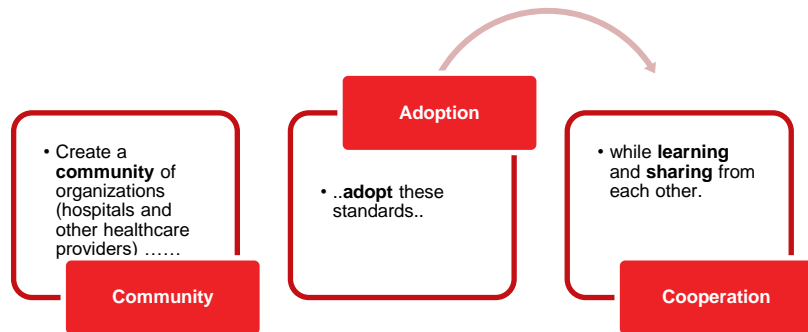 • Create a
community of
organizations
(hospitals and
other healthcare
providers) ……
Community
Adoption
• ..adopt these
standards..
• while learning
and sharing from
each other.
Cooperation